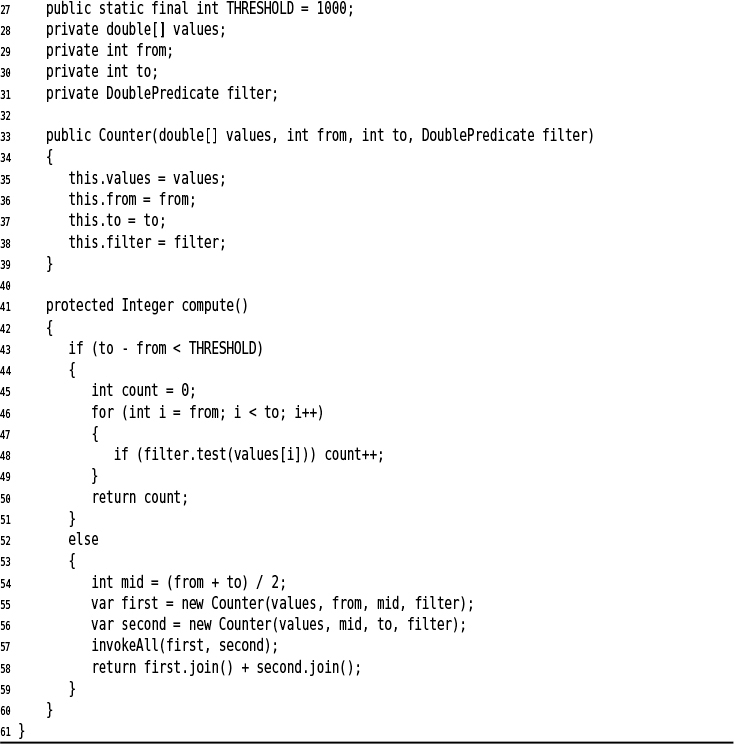 27 public static final int THRESHOLD = 1000;
28 private double[] values;
29 private int from;
30 private int to;
31 private DoublePredicate filter;
32
33 public Counter(double[] values, int from, int to, DoublePredicate filter)
34 {
35 this.values = values;
36 this.from = from;
37 this.to = to;
38 this.filter = filter;
39 }
40
41 protected Integer compute()
42 {
43 if (to - from < THRESHOLD)
44 {
45 int count = 0;
46 for (int i = from; i < to; i++)
47 {
48 if (filter.test(values[i])) count++;
49 }
50 return count;
51 }
52 else
53 {
54 int mid = (from + to) / 2;
55 var first = new Counter(values, from, mid, filter);
56 var second = new Counter(values, mid, to, filter);
57 invokeAll(first, second);
58 return first.join() + second.join();
59 }
60 }
61 }